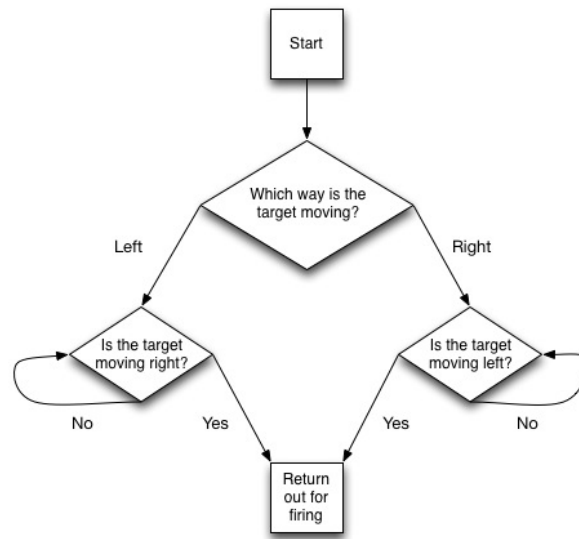 Start
Which way is the
target moving?
Left
Right
Is the target
moving right?
Is the target
moving left?
No
Yes
Yes
No
Return
out for
firing